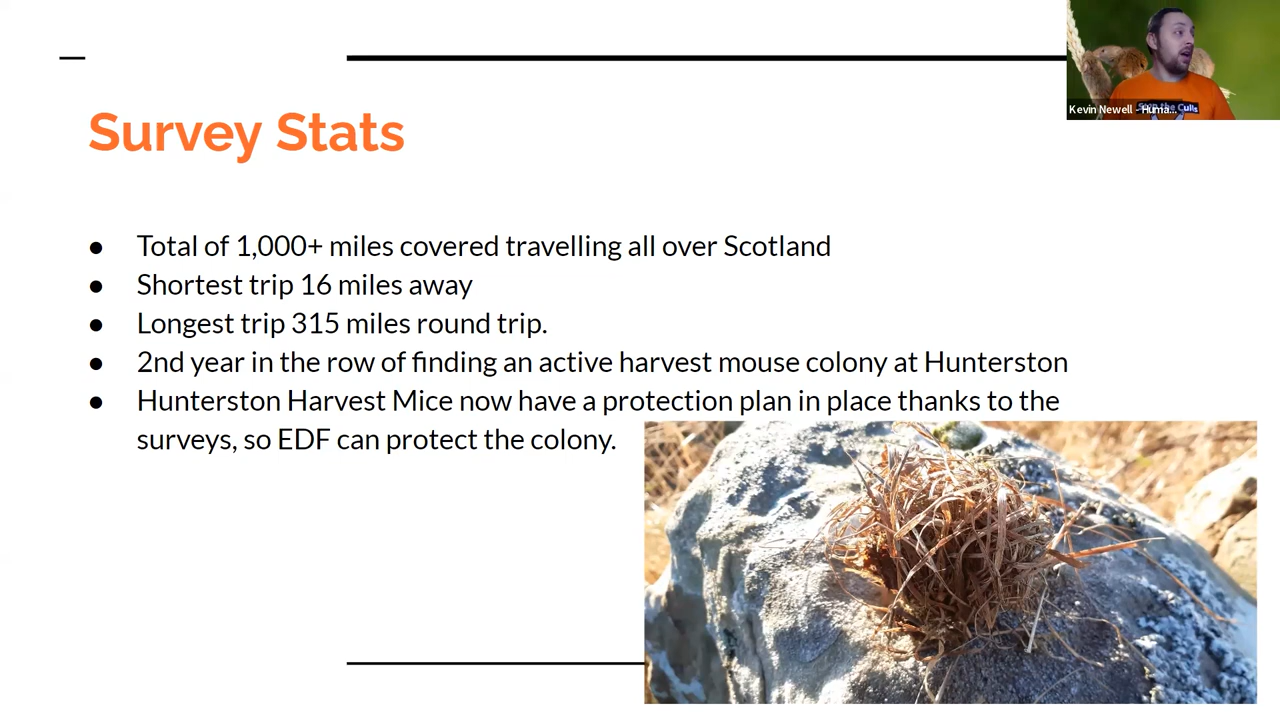 Survey Stats
● Total of 1,000+ miles covered travelling all over Scotland
● Shortest trip 16 miles away
● Longest trip 315 miles round trip.
● 2nd year in the row of finding an active harvest mouse colony at Hunterston
● Hunterston Harvest Mice now have a protection plan in place thanks to the
surveys, so EDF can protect the colony.
Kevin Newell - Huma...
the Culls